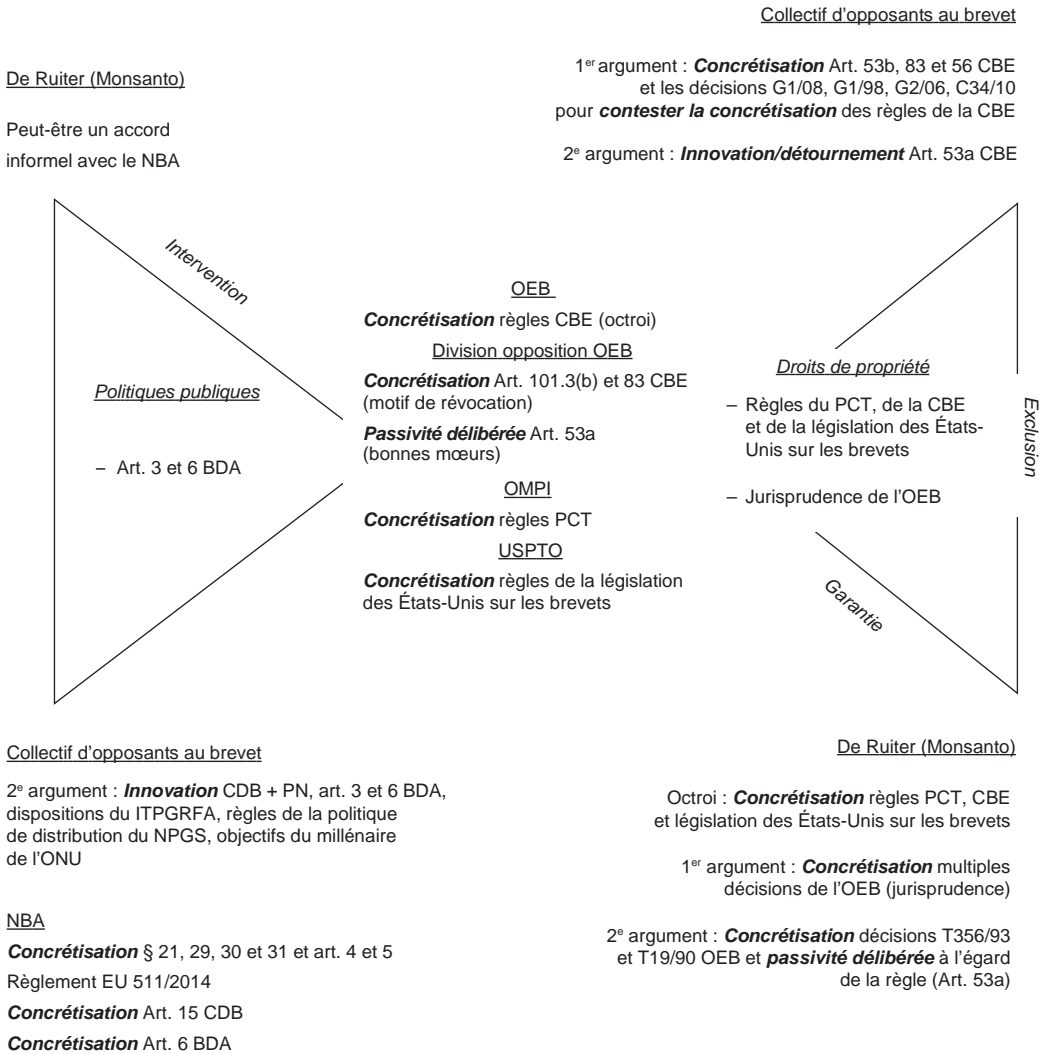 Collectif d'opposants au brevet
1er argument : Concrétisation Art. 53b, 83 et 56 CBE
et les décisions G1/08, G1/98, G2/06, C34/10
pour contester la concrétisation des règles de la CBE
2e argument : Innovation/détournement Art. 53a CBE
De Ruiter (Monsanto)
Peut-être un accord
informel avec le NBA
Intervention
Politiques publiques
– Art. 3 et 6 BDA
OEB
Concrétisation règles CBE (octroi)
Division opposition OEB
Concrétisation Art. 101.3(b) et 83 CBE
(motif de révocation)
Passivité délibérée Art. 53a
(bonnes mœurs)
OMPI
Concrétisation règles PCT
USPTO
Concrétisation règles de la législation
des États-Unis sur les brevets
Droits de propriété
– Règles du PCT, de la CBE
et de la législation des États-
Unis sur les brevets
– Jurisprudence de l'OEB
Exclusion
Garantie
Collectif d'opposants au brevet
2e argument : Innovation CDB + PN, art. 3 et 6 BDA,
dispositions du ITPGRFA, règles de la politique
de distribution du NPGS, objectifs du millénaire
de l'ONU
NBA
Concrétisation § 21, 29, 30 et 31 et art. 4 et 5
Règlement EU 511/2014
Concrétisation Art. 15 CDB
Concrétisation Art. 6 BDA
De Ruiter (Monsanto)
Octroi : Concrétisation règles PCT, CBE
et législation des États-Unis sur les brevets
1er argument : Concrétisation multiples
décisions de l'OEB (jurisprudence)
2e argument : Concrétisation décisions T356/93
et T19/90 OEB et passivité délibérée à l'égard
de la règle (Art. 53a)